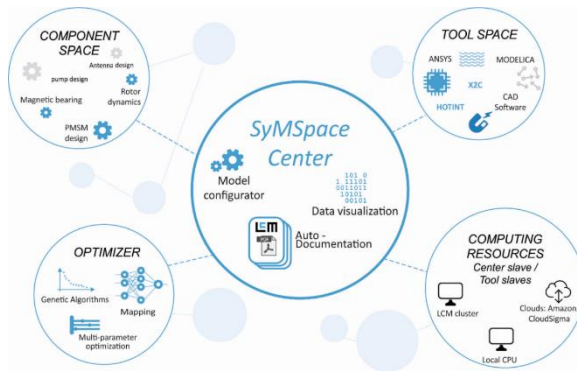 COMPONENT
SPACE
Antenna design
pump design
Magnetic bearing
Rotor
dynamics
PMSM
design
TOOL SPACE
ANSYS
MODELICA
X2C
HOTINT
CAD
Software
SyMSpace
Center
Model
configurator
101 0
1 11101
0011011
10101
00101
Data visualization
PDF
Auto -
Documentation
OPTIMIZER
Genetic Algorithms
Mapping
Multi-parameter
optimization
COMPUTING
RESOURCES
Center slave /
Tool slaves
LCM cluster
Clouds: Amazon,
CloudSigma
Local CPU